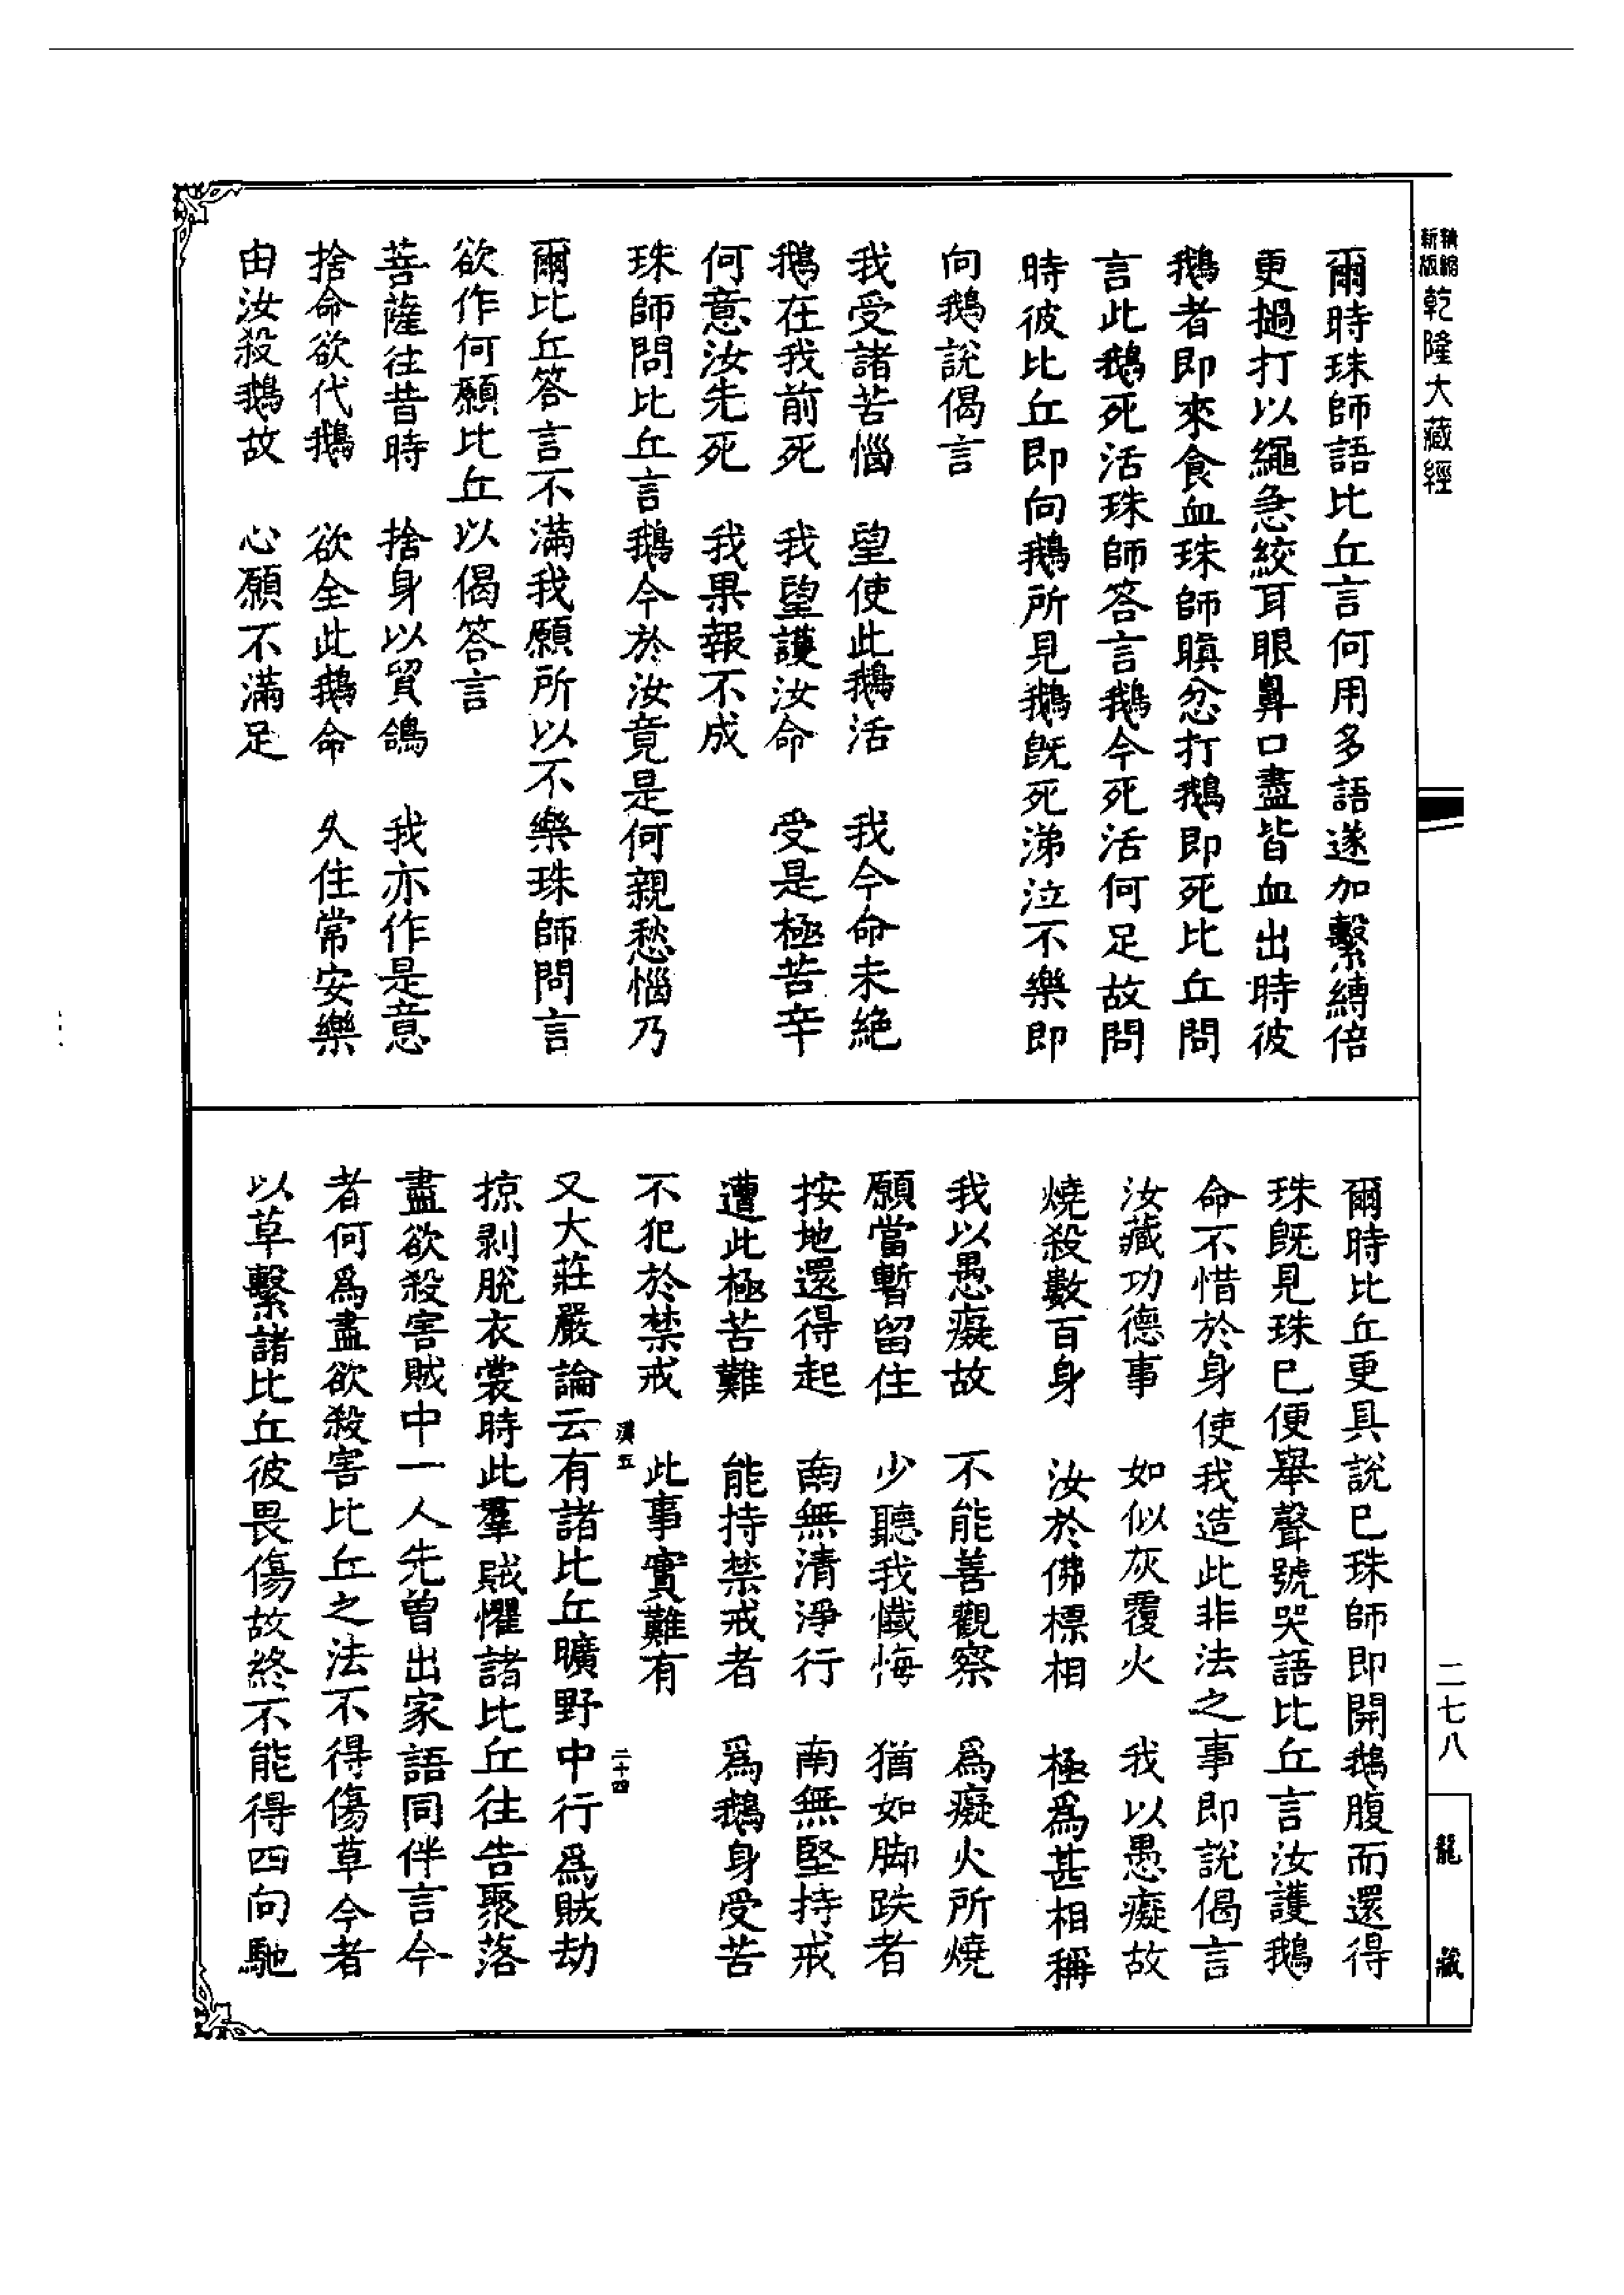 新版精縮乾隆大藏經
爾時珠師語比丘言何用多語遂加繫縛倍
更撾打以繩急絞耳眼鼻口盡皆血出時彼
鵝者即來食血珠師瞋忿打鵝即死比丘問
言此鵝死活珠師答言鵝今死活何足故問
時彼比丘即向鵝所見鵝旣死涕泣不樂即
向鵝說偈言
我受諸苦惱　望使此鵝活　我今命未絶
鵝在我前死　我望護汝命　受是極苦辛
何意汝先死　我果報不成
珠師問比丘言鵝今於汝竟是何親愁惱乃
爾比丘答言不滿我願所以不樂珠師問言
欲作何願比丘以偈答言
菩薩往昔時　捨身以貿鴿　我亦作是意
捨命欲代鵝　欲全此鵝命　久住常安樂
由汝殺鵝故　心願不滿足
爾時比丘更具說已珠師即開鵝腹而還得
珠旣見珠已便舉聲號哭語比丘言汝護鵝
命不惜於身使我造此非法之事即說偈言
汝藏功德事　如似灰覆火　我以愚癡故
燒殺數百身　汝於佛標相　極爲甚相稱
我以愚癡故　不能善觀察　爲癡火所燒
願當暫留住　少聽我懺悔　猶如脚跌者
按地還得起　南無清淨行　南無堅持戒
遭此極苦難　能持禁戒者　爲鵝身受苦
不犯於禁戒　此事實難有
漢五　二十四
又大莊嚴論云有諸比丘曠野中行爲賊劫
掠剥脫衣裳時此羣賊懼諸比丘往告聚落
盡欲殺害賊中一人先曾出家語同伴言今
者何爲盡欲殺害比丘之法不得傷草今者
以草繫諸比丘彼畏傷故終不能得四向馳
二七八
龍藏